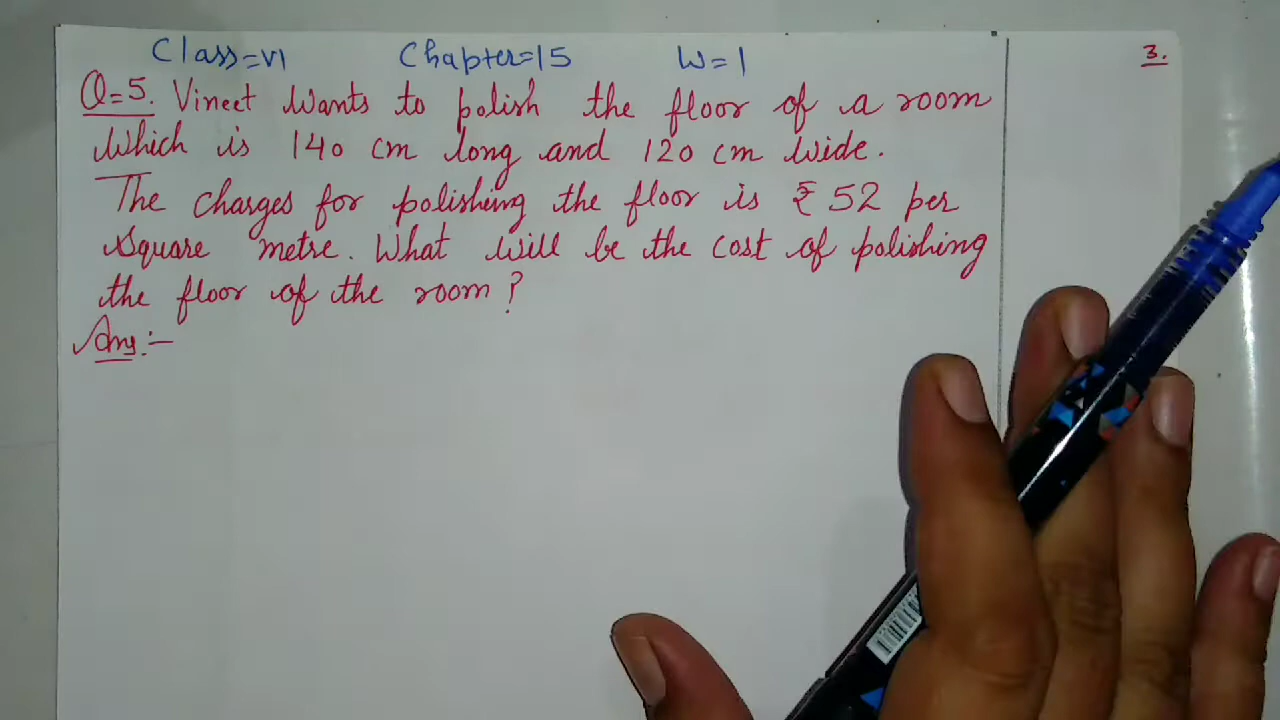 Class=VI Chapter=15 W=1
3.
Q=5. Vineet wants to polish the floor of a room
which is 140 cm long and 120 cm wide.
The charges for polishing the floor is ₹ 52 per
square metre. What will be the cost of polishing
the floor of the room?
Ans:-